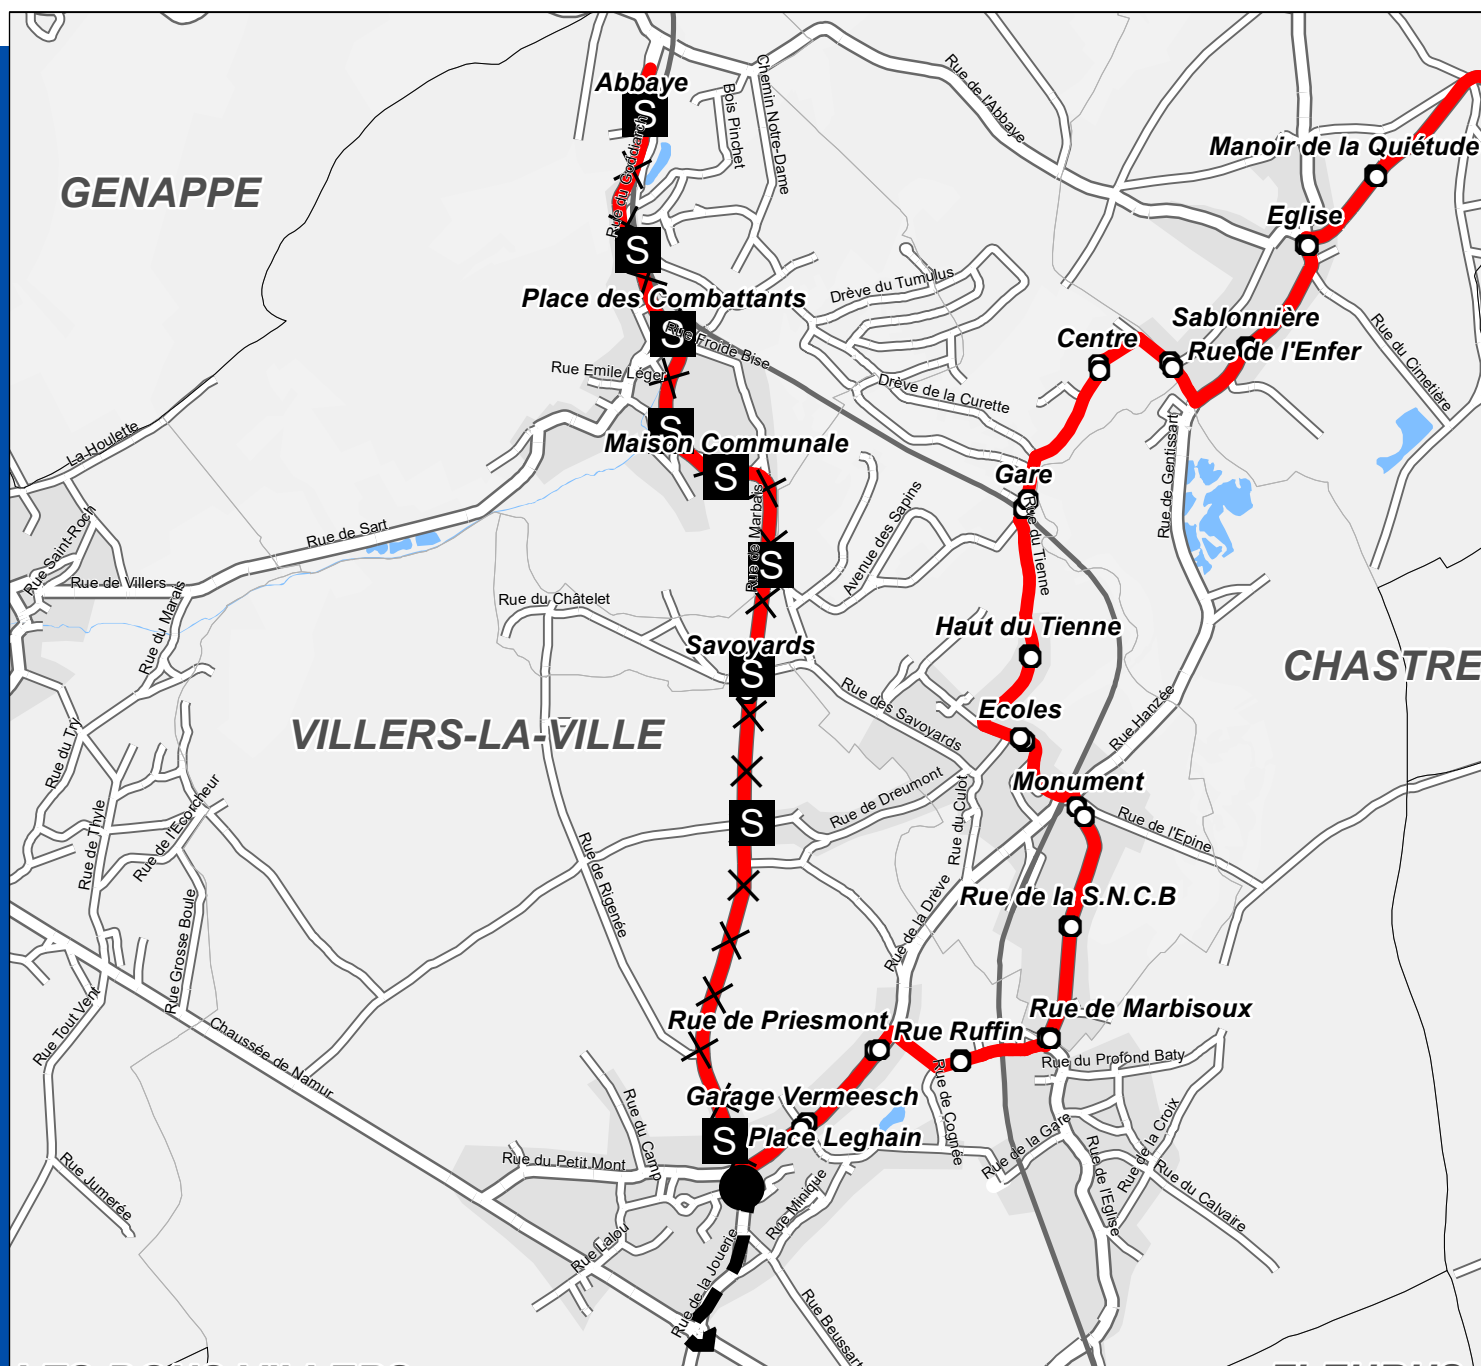 Abbaye
S
Rue du Goddiarch
Bois Pinchet
Chemin Notre-Dame
Rue de l'Abbaye
Manoir de la Quiétude
GENAPPE
Eglise
S
Drève du Tumulus
Place des Combattants
S
Rue Froide Bise
Sablonnière
Centre
Rue de l'Enfer
Rue du Cimetière
Rue Emile Léger
Drève de la Curette
La Houlette
S
Maison Communale
S
Gare
Rue de Gentissart
Rue de Marbais
Avenue des Sapins
Rue du Tienne
Rue Saint-Roch
Rue de Sart
S
Rue de Villers
Rue du Marais
Rue du Châtelet
Haut du Tienne
Savoyards
S
CHASTRE
Rue des Savoyards
Ecoles
VILLERS-LA-VILLE
Rue Hanzée
Rue du Try
Monument
Rue de Dreumont
Rue du Culot
Rue de l'Epine
S
Rue de Thyle
Rue de l'Ecorcheur
Rue de Rigenée
Rue de la Drève
Rue de la S.N.C.B
Rue Grosse Boule
Rue Tout Vent
Chaussée de Namur
Rue de Priesmont
Rue Ruffin
Rue de Marbisoux
Rue du Profond Baty
Rue de Cognée
Garage Vermeesch
S
Place Leghain
Rue du Camp
Rue du Petit Mont
Rue de la Gare
Rue de la Croix
Rue de l'Eglise
Rue du Calvaire
Rue Jumerée
Rue Minique
Rue Lalou
Rue de la Jouerie
Rue Beussart